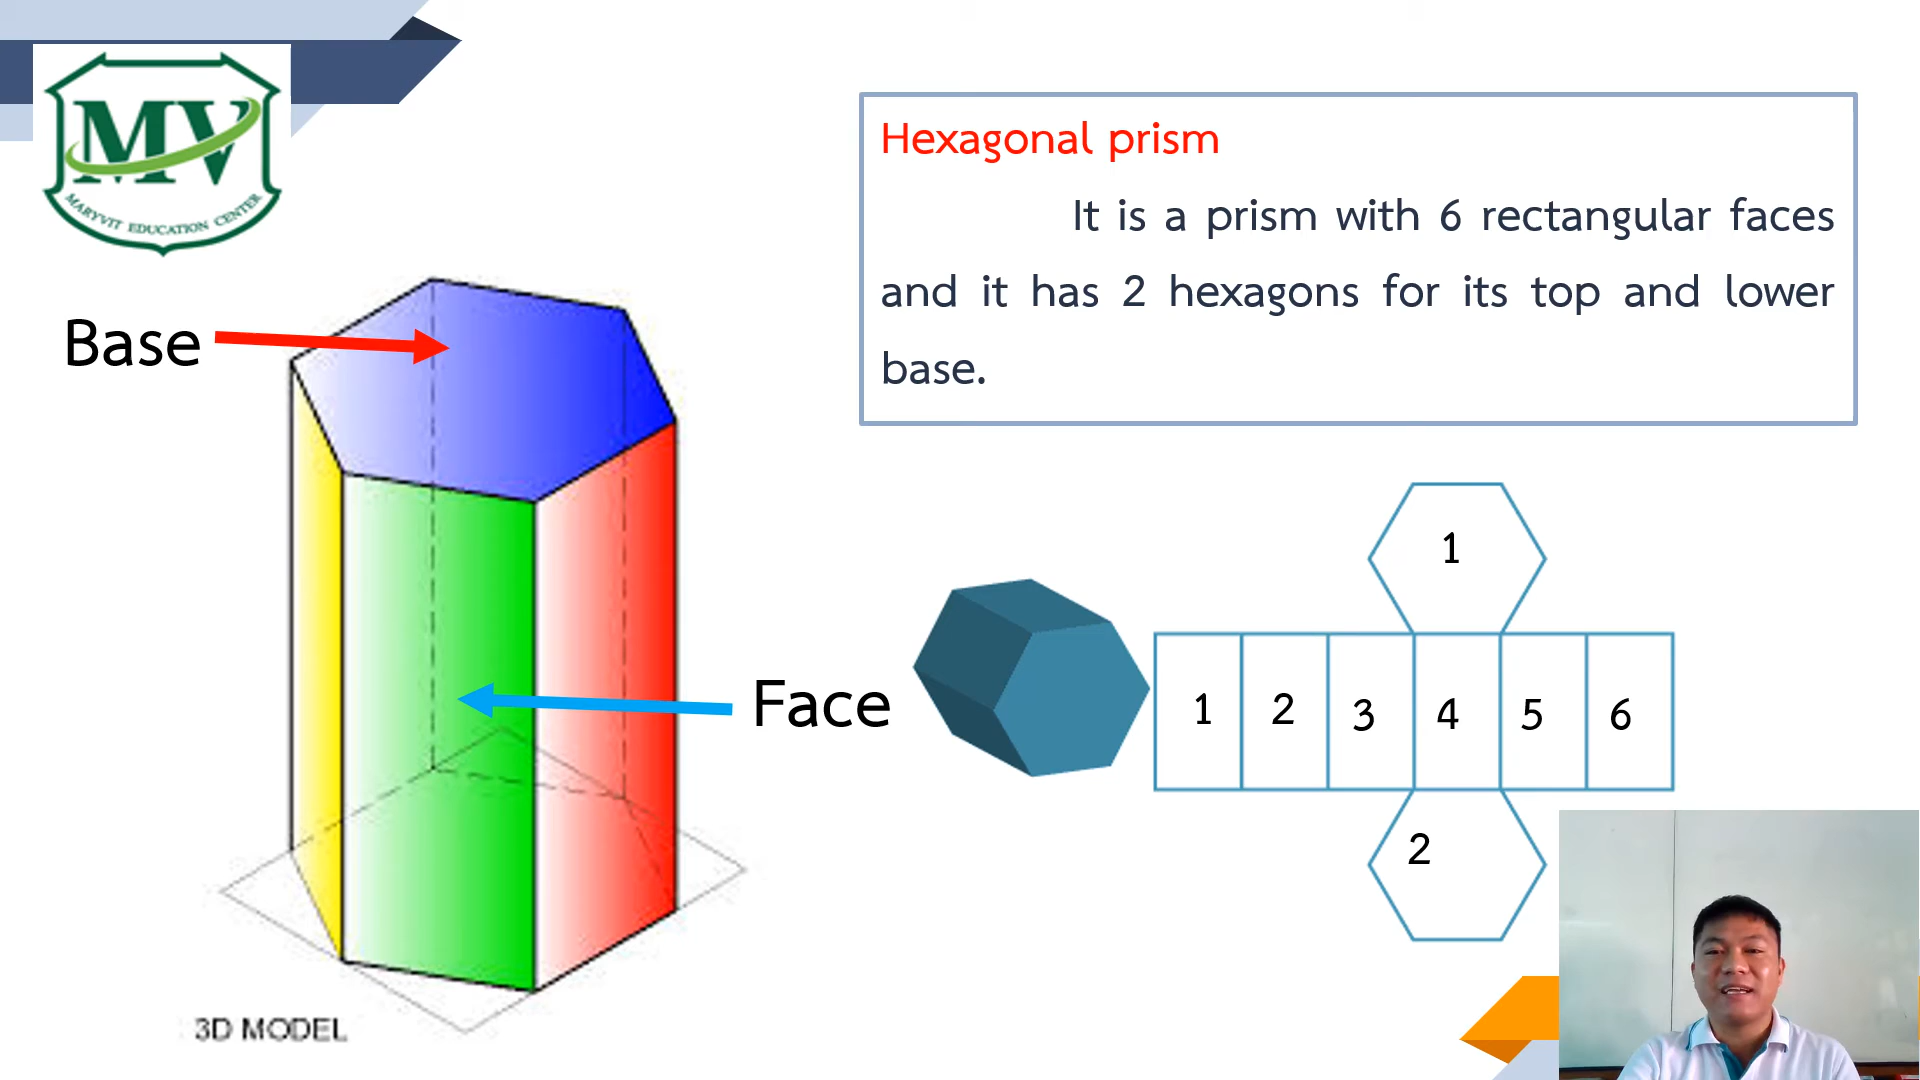 MV
MARYVIT EDUCATION CENTER
Hexagonal prism
It is a prism with 6 rectangular faces
and it has 2 hexagons for its top and lower
base.
Base
Face
1
1 2 3 4 5 6
2
3D MODEL